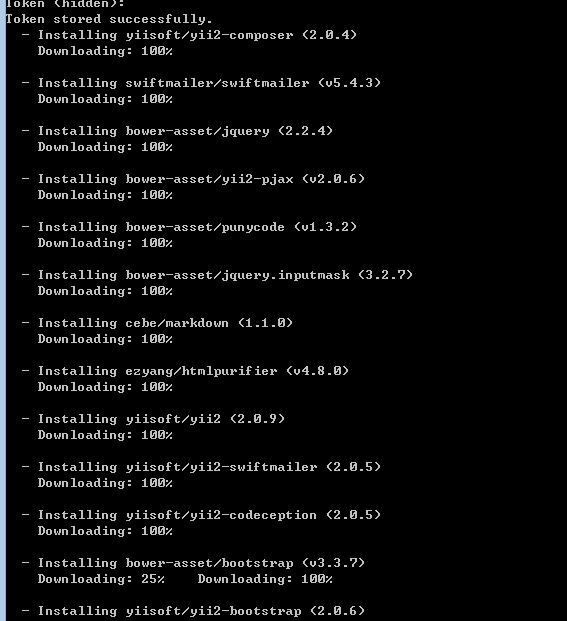 Token (hidden):
Token stored successfully.
- Installing yiisoft/yii2-composer (2.0.4)
Downloading: 100%
- Installing swiftmailer/swiftmailer (v5.4.3)
Downloading: 100%
- Installing bower-asset/jquery (2.2.4)
Downloading: 100%
- Installing bower-asset/yii2-pjax (v2.0.6)
Downloading: 100%
- Installing bower-asset/punycode (v1.3.2)
Downloading: 100%
- Installing bower-asset/jquery.inputmask (3.2.7)
Downloading: 100%
- Installing cebe/markdown (1.1.0)
Downloading: 100%
- Installing ezyang/htmlpurifier (v4.8.0)
Downloading: 100%
- Installing yiisoft/yii2 (2.0.9)
Downloading: 100%
- Installing yiisoft/yii2-swiftmailer (2.0.5)
Downloading: 100%
- Installing yiisoft/yii2-codeception (2.0.5)
Downloading: 100%
- Installing bower-asset/bootstrap (v3.3.7)
Downloading: 25%    Downloading: 100%
- Installing yiisoft/yii2-bootstrap (2.0.6)